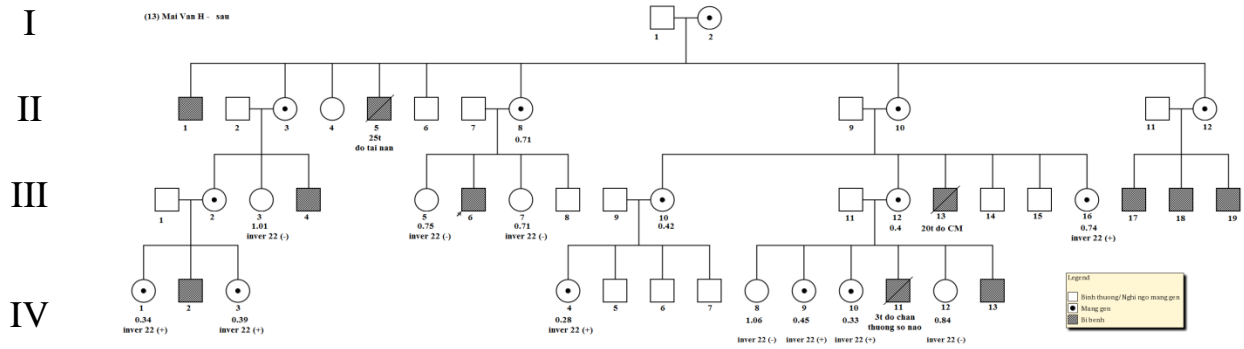 I
(13) Mai Van H - sau
1 2
II
1 2 3 4 5 6 7 8 9 10 11 12
25t
do tai nan
0.71
III
1 2 3 4 5 6 7 8 9 10 11 12 13 14 15 16 17 18 19
1.01 0.75 0.71 0.42 0.4 20t do CM 0.74
inver 22 (-) inver 22 (-) inver 22 (-) inver 22 (+)
IV
1 2 3 4 5 6 7 8 9 10 11 12 13
0.34 0.39 0.28 1.06 0.45 0.33 3t do chan 0.84
thuong so nao
inver 22 (+) inver 22 (+) inver 22 (+) inver 22 (-) inver 22 (+) inver 22 (+) inver 22 (-)
Legend
Binh thuong/Nghi ngo mang gen
Mang gen
Bi benh